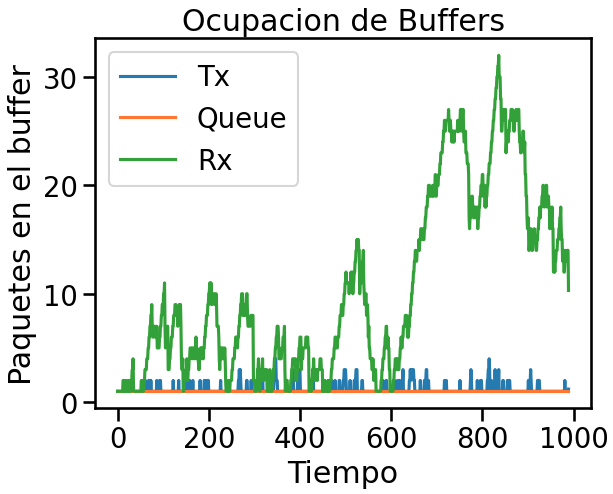 Ocupacion de Buffers
Paquetes en el buffer
30
20
10
0
Tx
Queue
Rx
0 200 400 600 800 1000
Tiempo